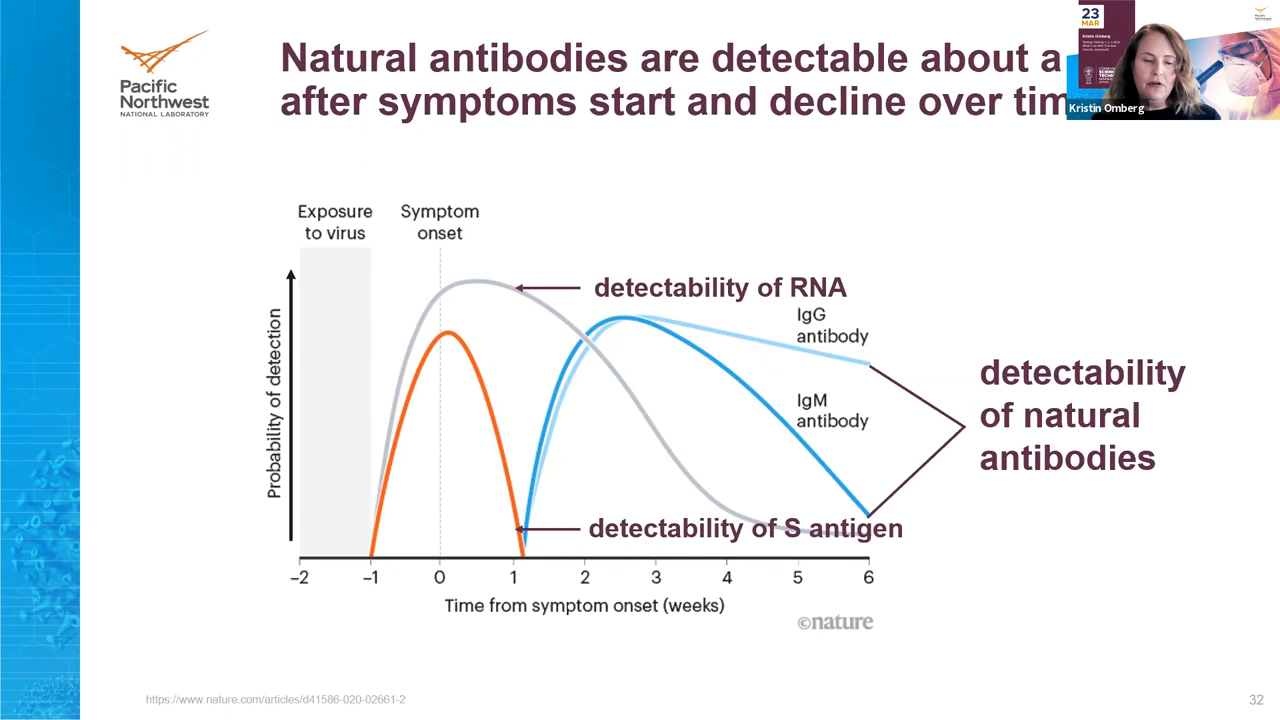 Pacific
Northwest
NATIONAL LABORATORY
Natural antibodies are detectable about a
after symptoms start and decline over
23
MAR
Kristin Omberg
Kristin Omberg
Exposure
to virus
Symptom
onset
Probability of detection
detectability of RNA
IgG
antibody
IgM
antibody
detectability
of natural
antibodies
detectability of S antigen
−2 −1 0 1 2 3 4 5 6
Time from symptom onset (weeks)
©nature
https://www.nature.com/articles/d41586-020-02661-2
32